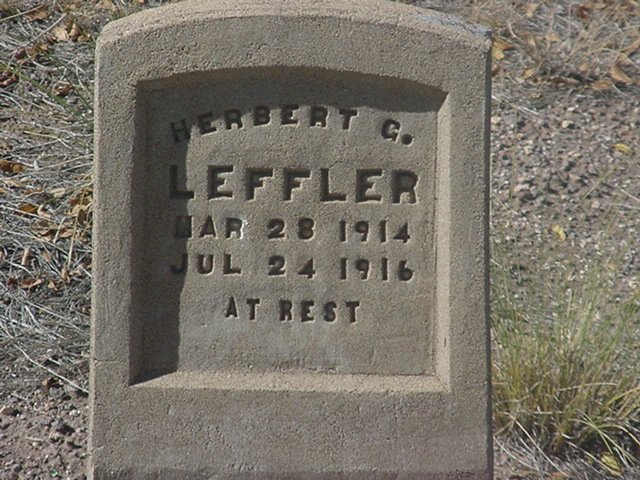 HERBERT G.
LEFFLER
MAR 28 1914
JUL 24 1916
AT REST